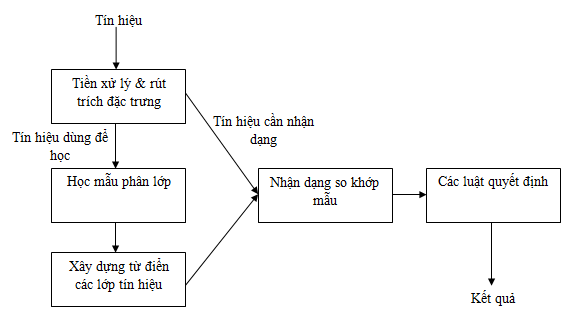 Tín hiệu
Tiền xử lý & rút
trích đặc trưng
Tín hiệu cần nhận
dạng
Tín hiệu dùng để
học
Học mẫu phân lớp
Nhận dạng so khớp
mẫu
Các luật quyết định
Xây dựng từ điển
các lớp tín hiệu
Kết quả